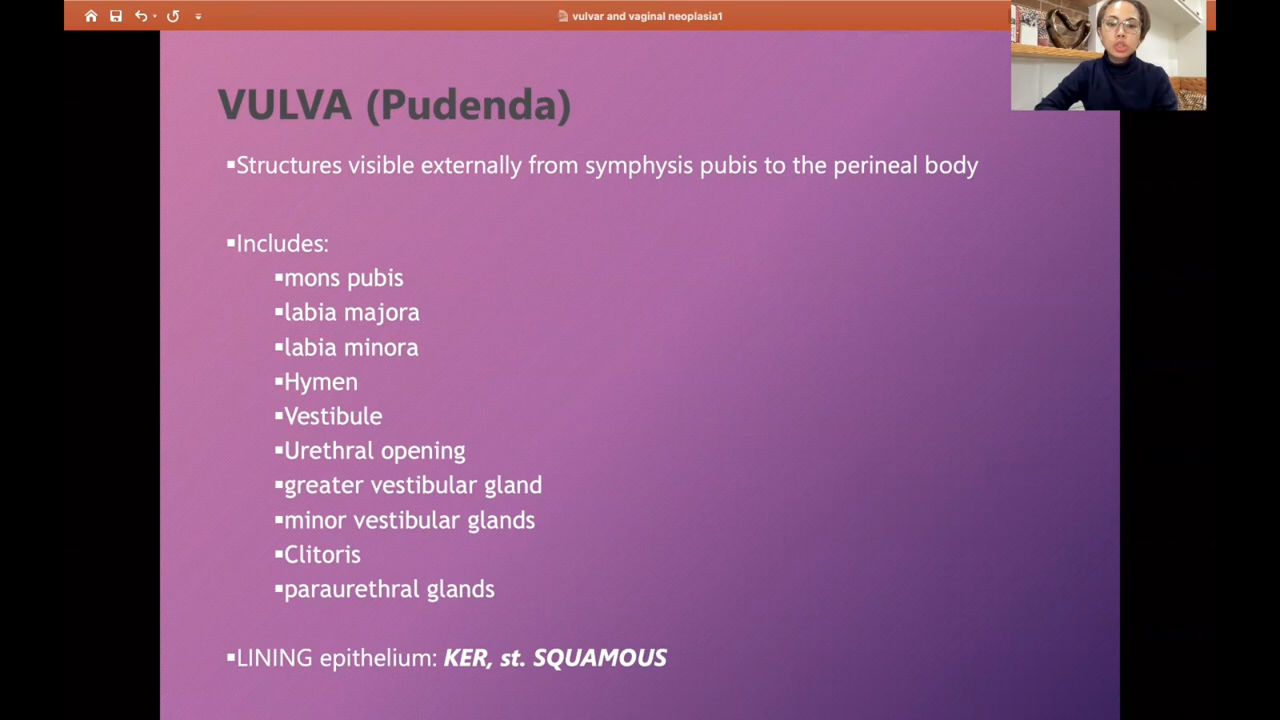 vulvar and vaginal neoplasia1
VULVA (Pudenda)
▪Structures visible externally from symphysis pubis to the perineal body
▪Includes:
▪mons pubis
▪labia majora
▪labia minora
▪Hymen
▪Vestibule
▪Urethral opening
▪greater vestibular gland
▪minor vestibular glands
▪Clitoris
▪paraurethral glands
▪LINING epithelium: KER, st. SQUAMOUS